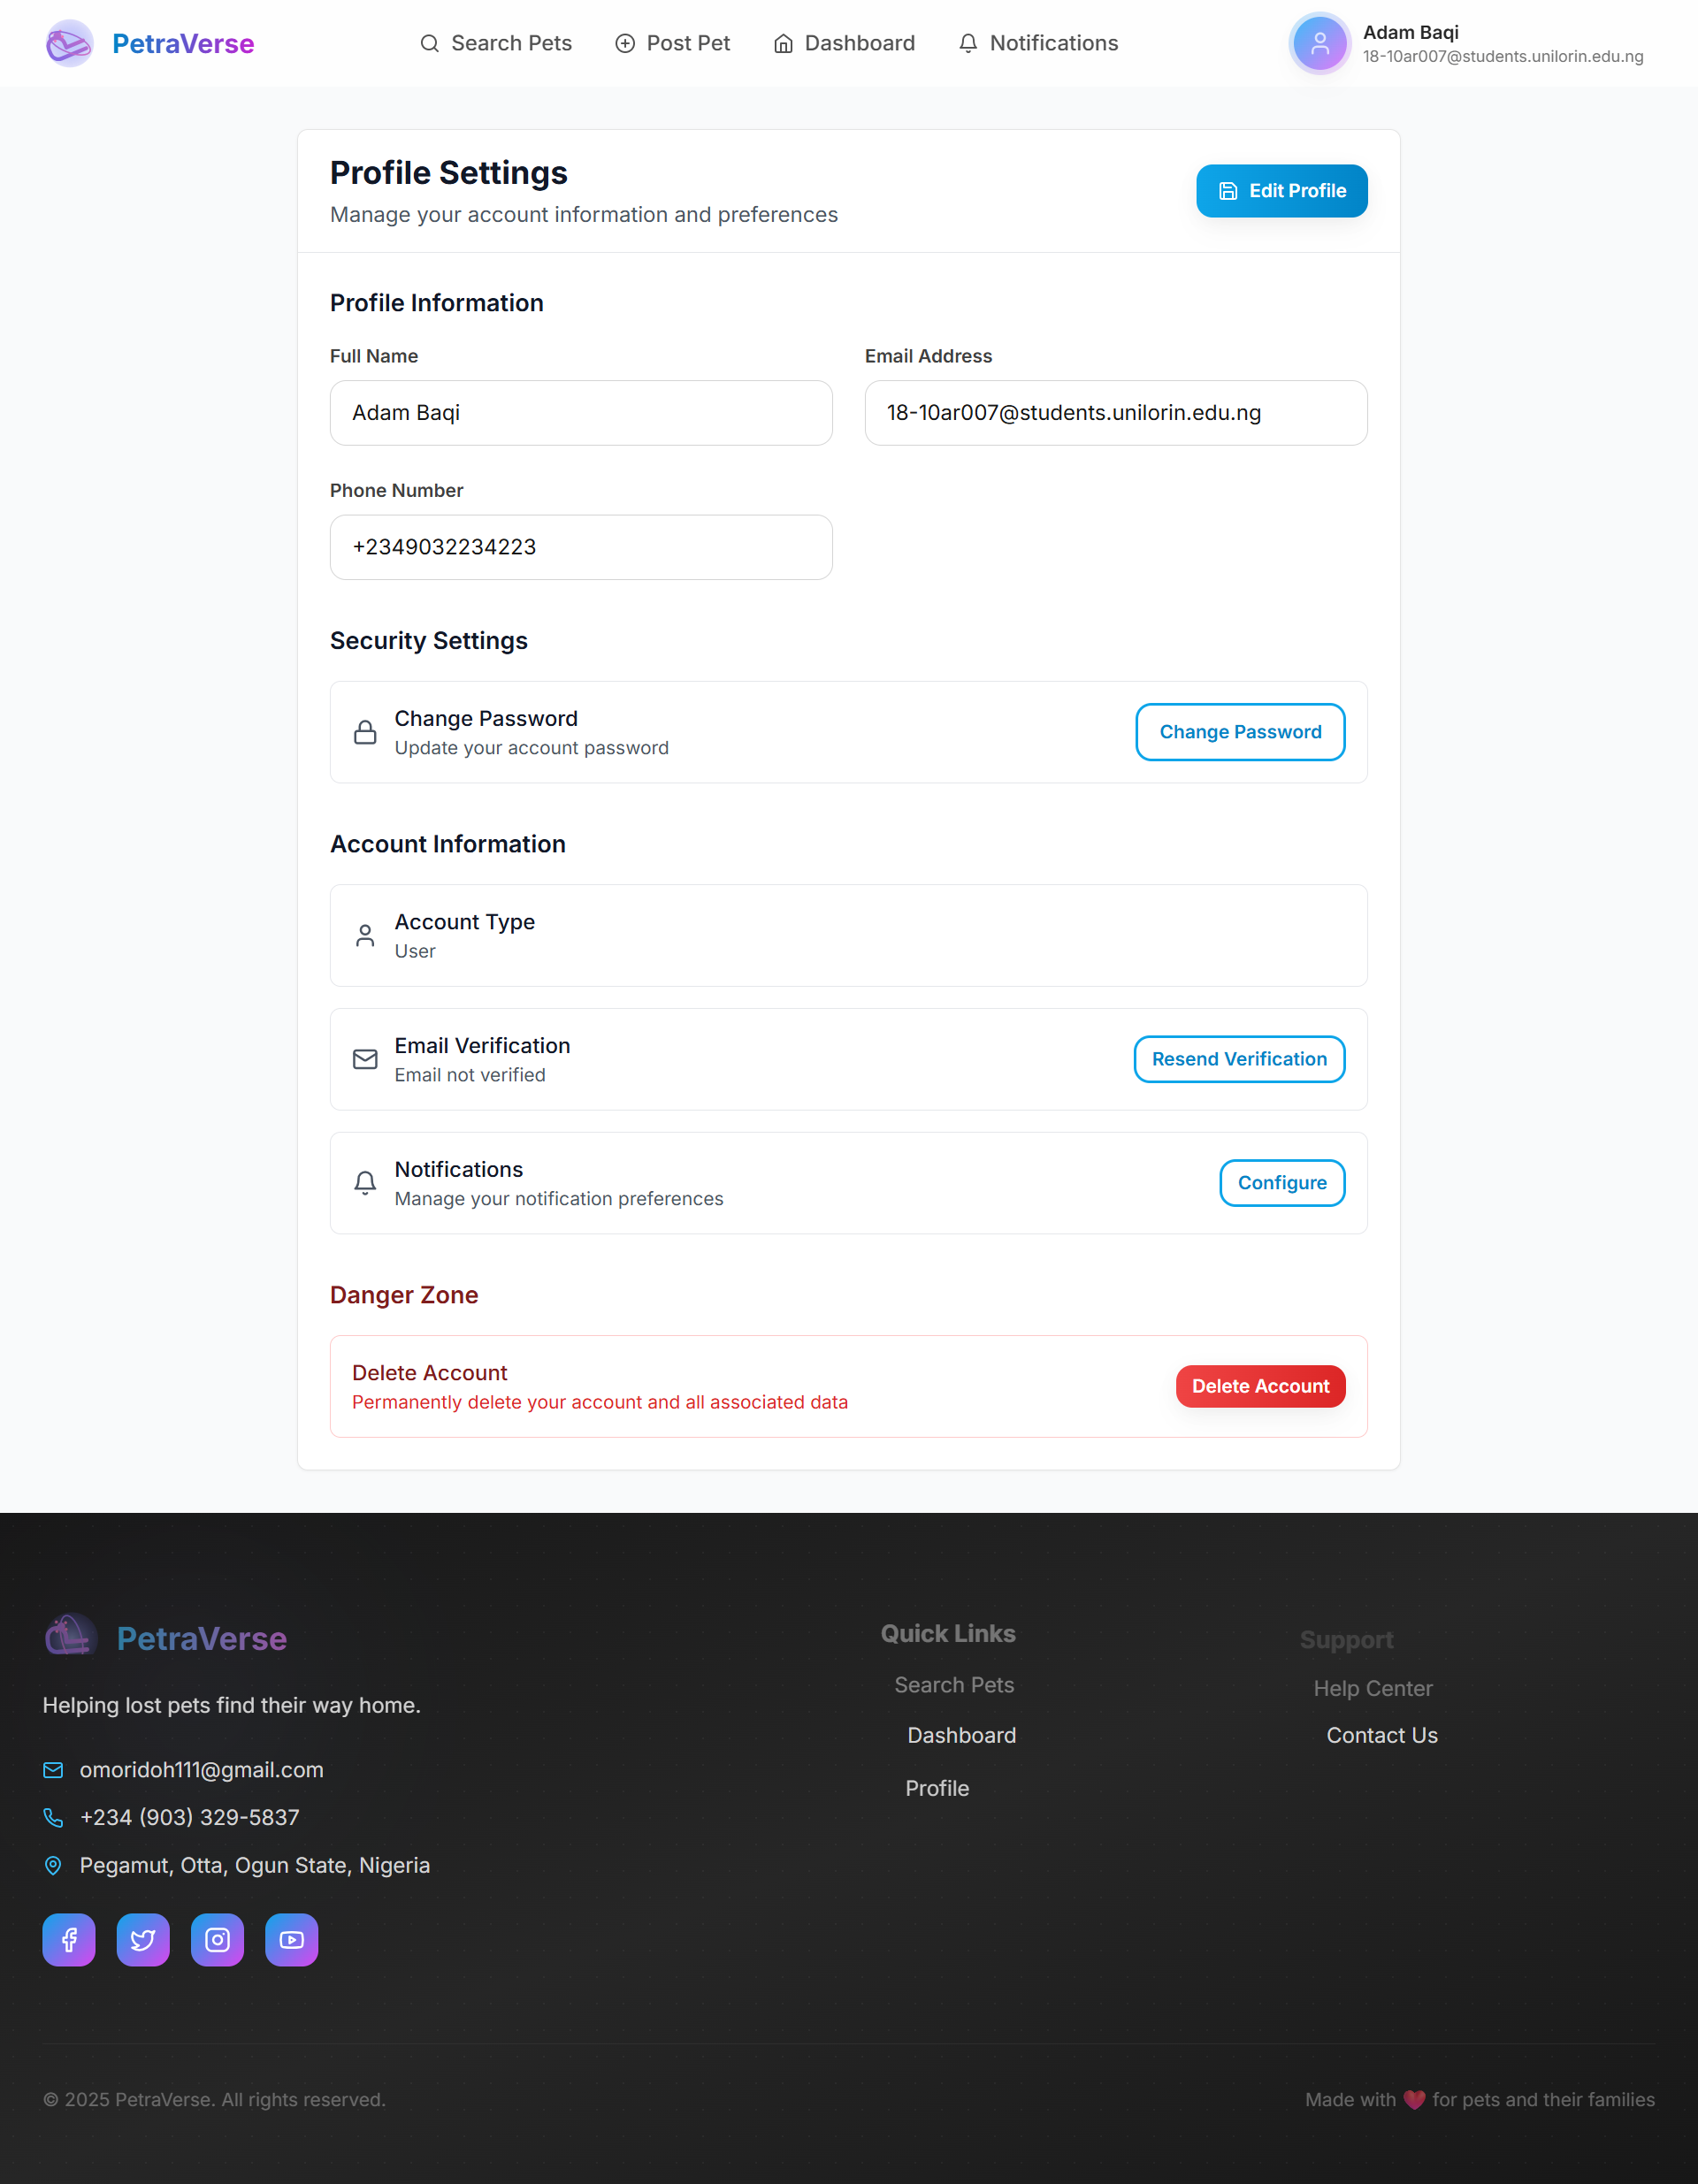 PetraVerse
Search Pets
Post Pet
Dashboard
Notifications
Adam Baqi
18-10ar007@students.unilorin.edu.ng
Profile Settings
Manage your account information and preferences
Edit Profile
Profile Information
Full Name
Email Address
Adam Baqi
18-10ar007@students.unilorin.edu.ng
Phone Number
+2349032234223
Security Settings
Change Password
Update your account password
Change Password
Account Information
Account Type
User
Email Verification
Email not verified
Resend Verification
Notifications
Manage your notification preferences
Configure
Danger Zone
Delete Account
Permanently delete your account and all associated data
Delete Account
PetraVerse
Helping lost pets find their way home.
omoridoh111@gmail.com
+234 (903) 329-5837
Pegamut, Otta, Ogun State, Nigeria
Quick Links
Search Pets
Dashboard
Profile
Support
Help Center
Contact Us
© 2025 PetraVerse. All rights reserved.
Made with ❤️ for pets and their families